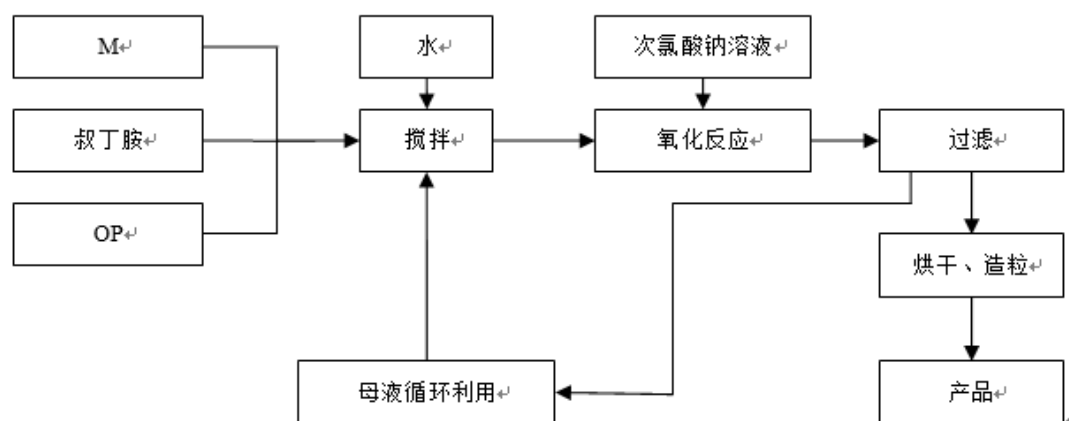 M↵
水↵
次氯酸钠溶液↵
叔丁胺↵
搅拌↵
氧化反应↵
过滤↵
OP↵
烘干、造粒↵
母液循环利用↵
产品↵